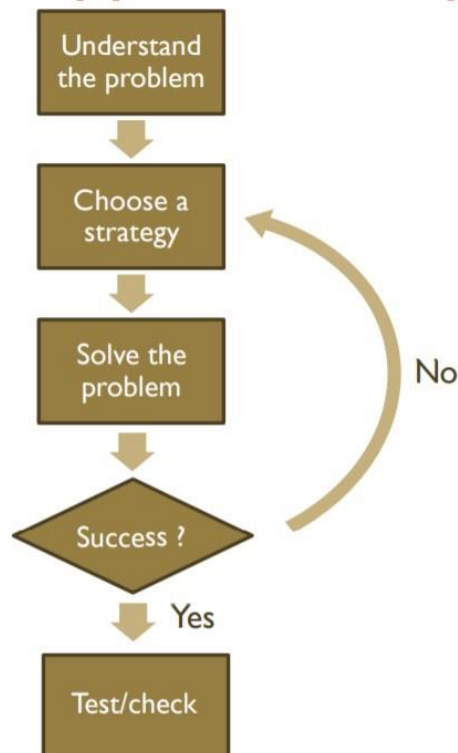 Understand
the problem
Choose a
strategy
Solve the
problem
No
Success ?
Yes
Test/check